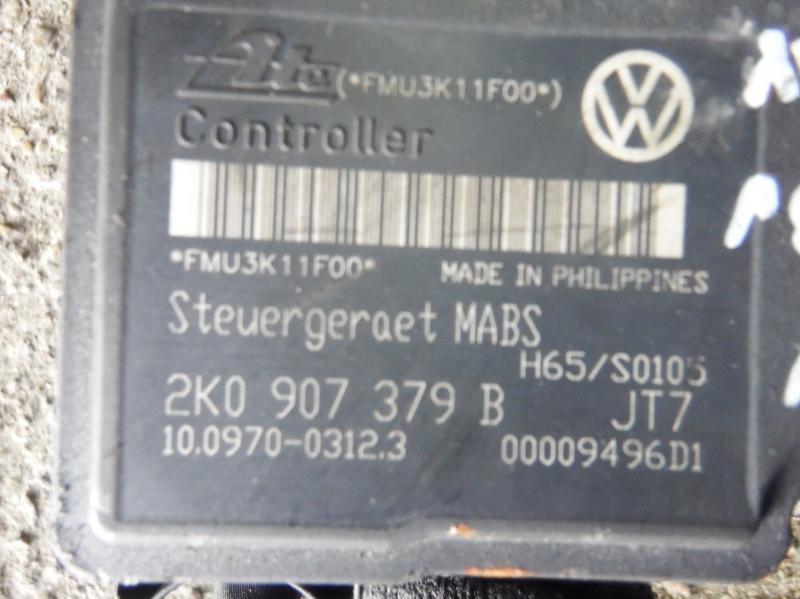 Ate (*FMU3K11F00*)
Controller
VW
*FMU3K11F00* MADE IN PHILIPPINES
Steuergeraet MABS
H65/S0105
2K0 907 379 B JT7
10.0970-0312.3 00009496D1